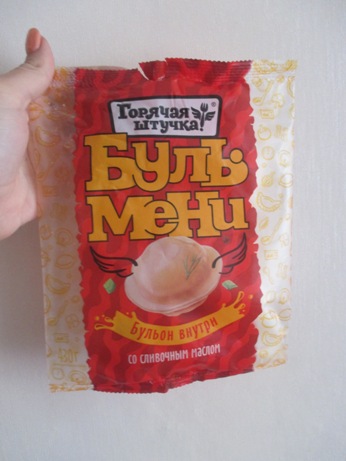 Горячая
штучка!
Буль
мени
Бульон внутри
со сливочным маслом